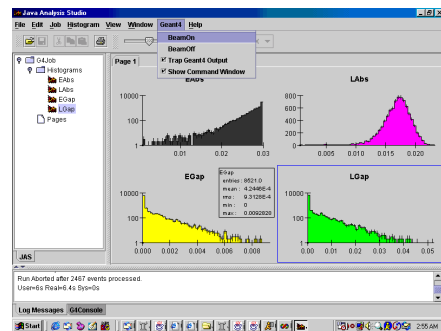 Java Analysis Studio
File Edit Job Histogram View Window Geant4 Help
BeamOn
BeamOff
Trap Geant4 Output
Show Command Window
G4Job
Histograms
EAbs
LAbs
EGap
LGap
Pages
JAS
Page 1
EAbs
10000
100
1
0.01 0.02 0.03
LAbs
800
600
400
200
0
0.005 0.010 0.015 0.020
EGap
10000
100
1
0.000 0.002 0.004 0.006 0.008
EGap
entries: 8521.0
mean: 4.2446E-4
rms: 9.3128E-4
min: 0
max: 0.0092828
LGap
10000
100
1
0.00 0.01 0.02 0.03 0.04 0.05
Run Aborted after 2467 events processed.
User=6s Real=6.4s Sys=0s
Log Messages G4Console
Start
2:55 AM